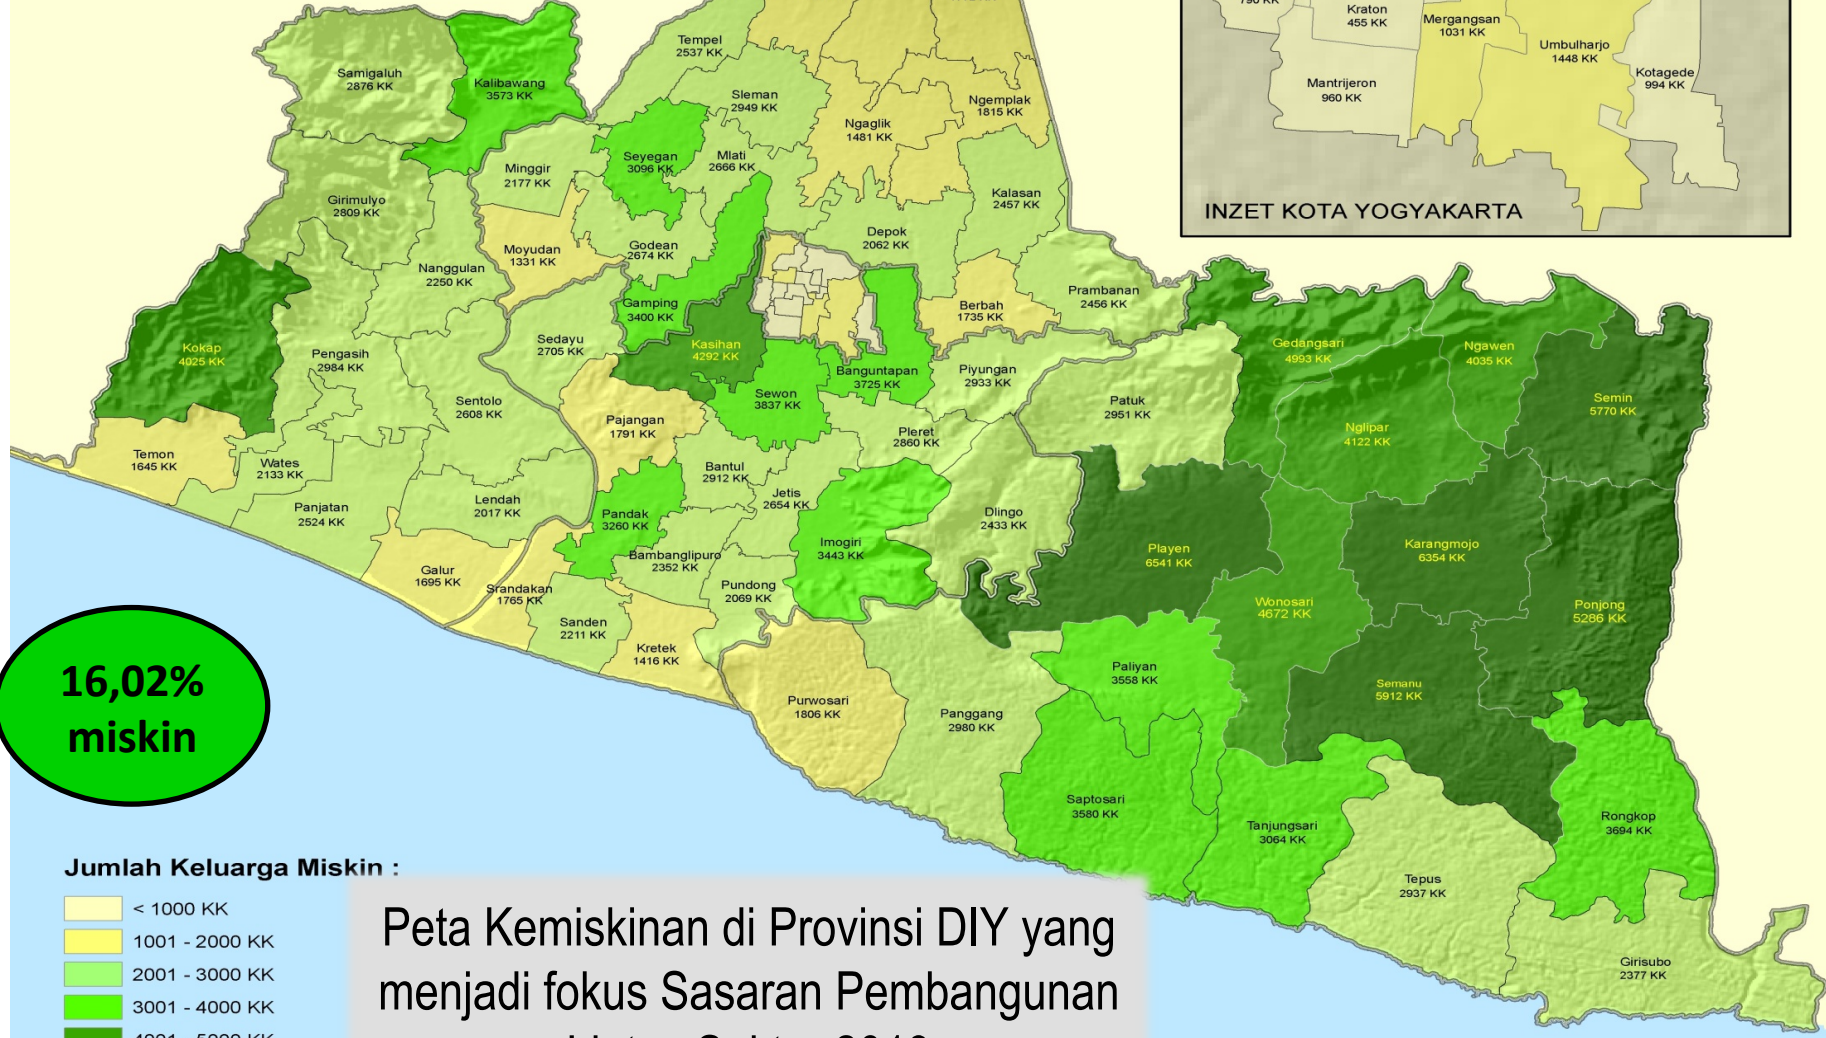 Tempel
2537 KK
Samigaluh
2876 KK
Kalibawang
3573 KK
Sleman
2949 KK
Ngemplak
1815 KK
Ngaglik
1481 KK
Minggir
2177 KK
Seyegan
3096 KK
Mlati
2666 KK
Girimulyo
2809 KK
Kalasan
2457 KK
Moyudan
1331 KK
Godean
2674 KK
Depok
2062 KK
Nanggulan
2250 KK
Gamping
3400 KK
Berbah
1735 KK
Prambanan
2456 KK
Kokap
4025 KK
Pengasih
2984 KK
Sedayu
2705 KK
Kasihan
4292 KK
Banguntapan
3725 KK
Piyungan
2933 KK
Gedangsari
4993 KK
Ngawen
4035 KK
Sentolo
2608 KK
Sewon
3837 KK
Patuk
2951 KK
Semin
5770 KK
Pajangan
1791 KK
Pleret
2860 KK
Nglipar
4122 KK
Temon
1645 KK
Wates
2133 KK
Bantul
2912 KK
Jetis
2654 KK
Panjatan
2524 KK
Lendah
2017 KK
Pandak
3260 KK
Dlingo
2433 KK
Imogiri
3443 KK
Playen
6541 KK
Karangmojo
6354 KK
Bambanglipuro
2352 KK
Galur
1695 KK
Srandakan
1765 KK
Pundong
2069 KK
Wonosari
4672 KK
Ponjong
5286 KK
Sanden
2211 KK
Kretek
1416 KK
Paliyan
3558 KK
Semanu
5912 KK
Purwosari
1806 KK
Panggang
2980 KK
Saptosari
3580 KK
Tanjungsari
3064 KK
Rongkop
3694 KK
Tepus
2937 KK
Girisubo
2377 KK
790 KK
Kraton
455 KK
Mergangsan
1031 KK
Umbulharjo
1448 KK
Mantrijeron
960 KK
Kotagede
994 KK
INZET KOTA YOGYAKARTA
16,02%
miskin
Jumlah Keluarga Miskin :
< 1000 KK
1001 - 2000 KK
2001 - 3000 KK
3001 - 4000 KK
4001 - 5000 KK
Peta Kemiskinan di Provinsi DIY yang
menjadi fokus Sasaran Pembangunan